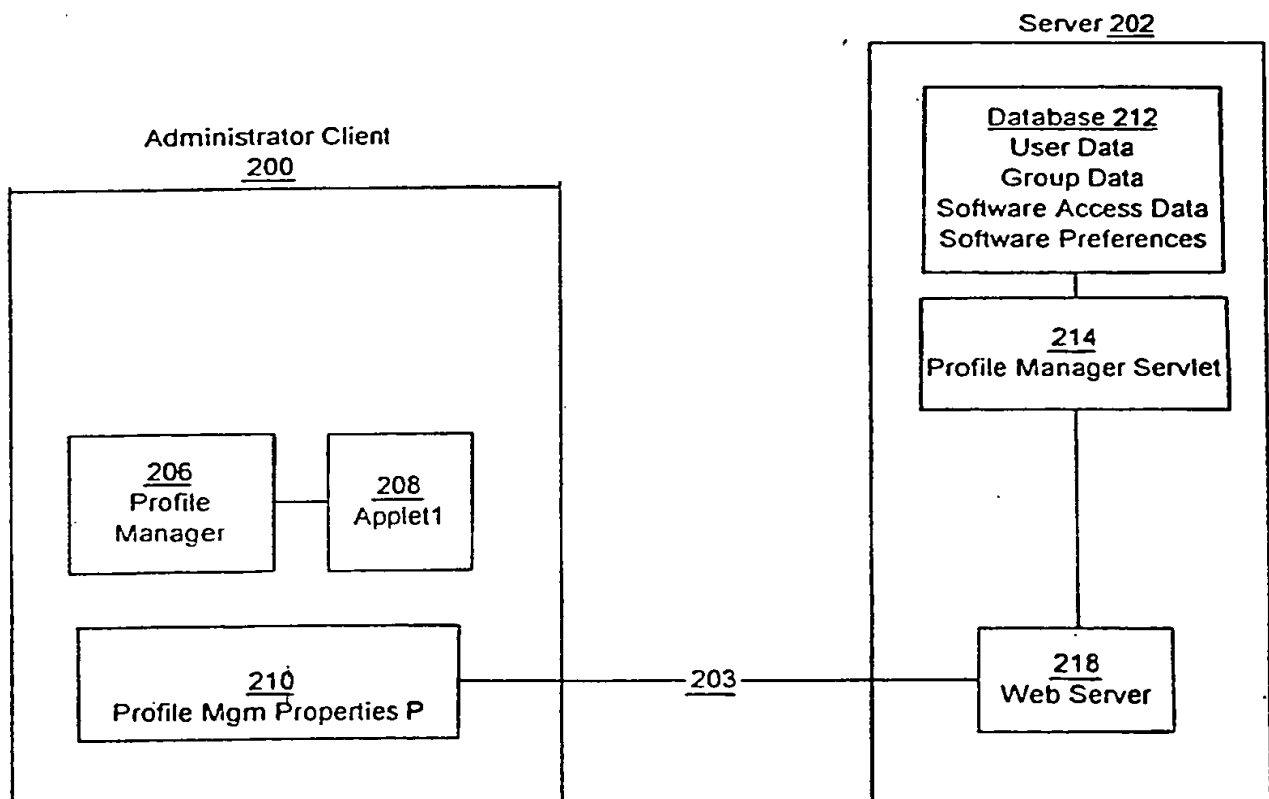 Server 202
Database 212
User Data
Group Data
Software Access Data
Software Preferences
Administrator Client
200
214
Profile Manager Servlet
206
Profile
Manager
208
Applet1
210
Profile Mgm Properties P
203
218
Web Server